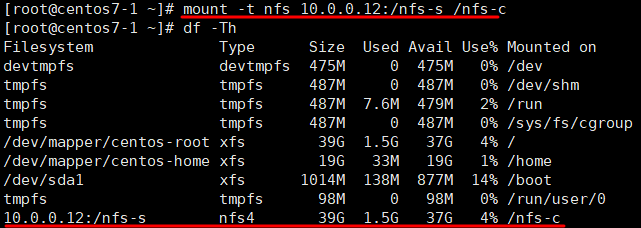 [root@centos7-1 ~]# mount -t nfs 10.0.0.12:/nfs-s /nfs-c
[root@centos7-1 ~]# df -Th
Filesystem Type Size Used Avail Use% Mounted on
devtmpfs devtmpfs 475M 0 475M 0% /dev
tmpfs tmpfs 487M 0 487M 0% /dev/shm
tmpfs tmpfs 487M 7.6M 479M 2% /run
tmpfs tmpfs 487M 0 487M 0% /sys/fs/cgroup
/dev/mapper/centos-root xfs 39G 1.5G 37G 4% /
/dev/mapper/centos-home xfs 19G 33M 19G 1% /home
/dev/sda1 xfs 1014M 138M 877M 14% /boot
tmpfs tmpfs 98M 0 98M 0% /run/user/0
10.0.0.12:/nfs-s nfs4 39G 1.5G 37G 4% /nfs-c